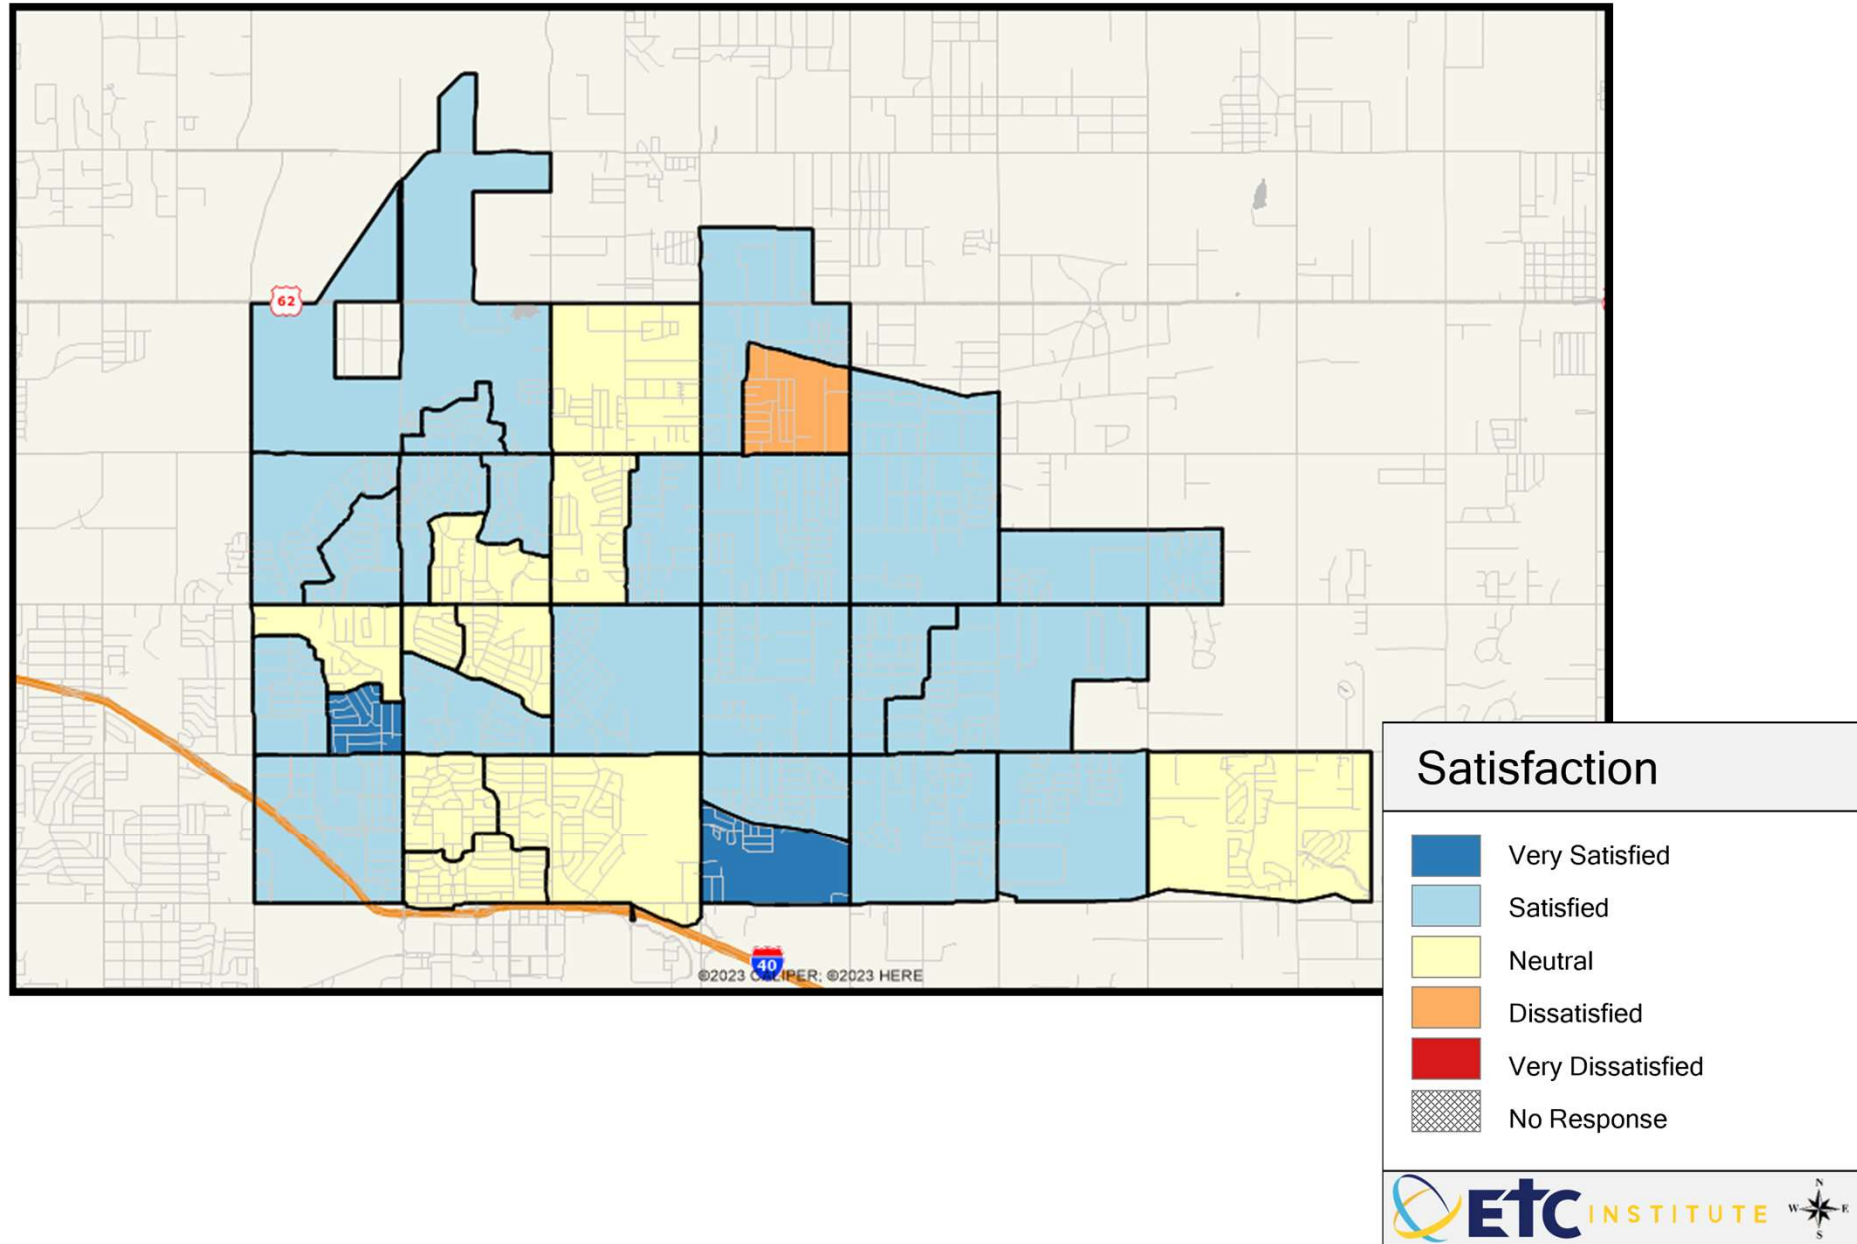 62
40
©2023 CALIPER; ©2023 HERE
Satisfaction
Very Satisfied
Satisfied
Neutral
Dissatisfied
Very Dissatisfied
No Response
ETC INSTITUTE
N
W E
S